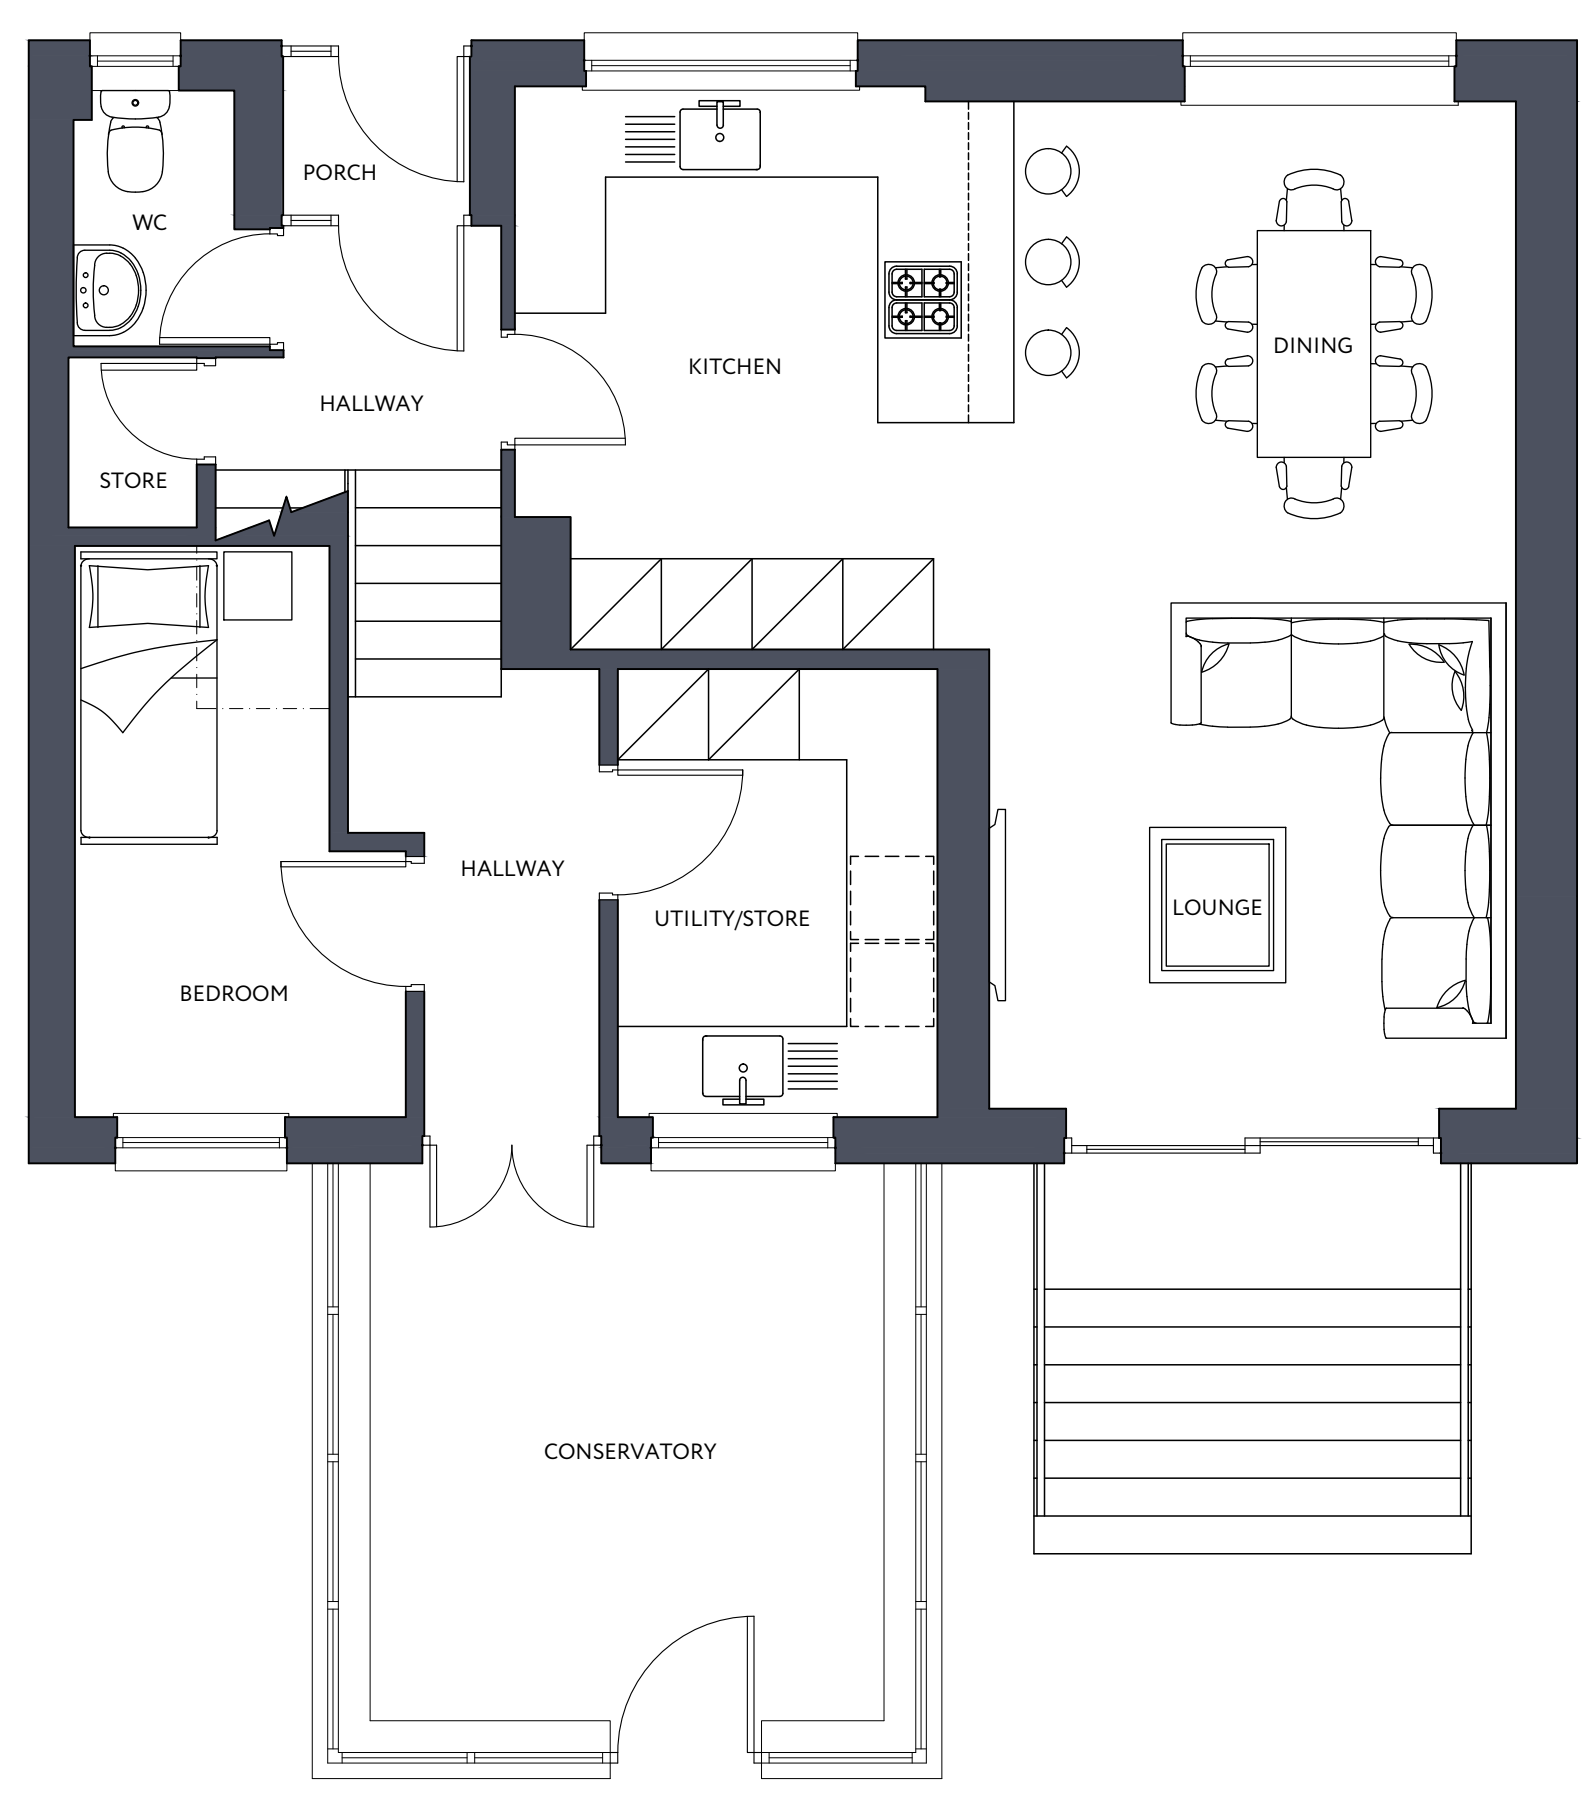 PORCH
WC
DINING
KITCHEN
HALLWAY
STORE
HALLWAY
LOUNGE
UTILITY/STORE
BEDROOM
CONSERVATORY